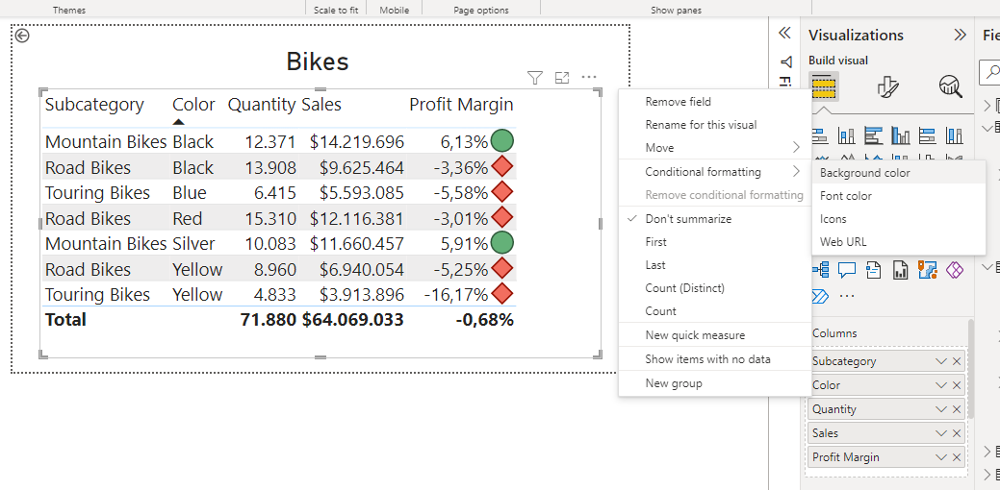 Themes Scale to fit Mobile Page options Show panes
Bikes
Subcategory Color Quantity Sales Profit Margin
Mountain Bikes Black 12.371 $14.219.696 6,13%
Road Bikes Black 13.908 $9.625.464 -3,36%
Touring Bikes Blue 6.415 $5.593.085 -5,58%
Road Bikes Red 15.310 $12.116.381 -3,01%
Mountain Bikes Silver 10.083 $11.660.457 5,91%
Road Bikes Yellow 8.960 $6.940.054 -5,25%
Touring Bikes Yellow 4.833 $3.913.896 -16,17%
Total 71.880 $64.069.033 -0,68%
Remove field
Rename for this visual
Move
Conditional formatting
Remove conditional formatting
Don't summarize
First
Last
Count (Distinct)
Count
New quick measure
Show items with no data
New group
Background color
Font color
Icons
Web URL
Fi
Visualizations
Build visual
Columns
Subcategory
Color
Quantity
Sales
Profit Margin
Fie